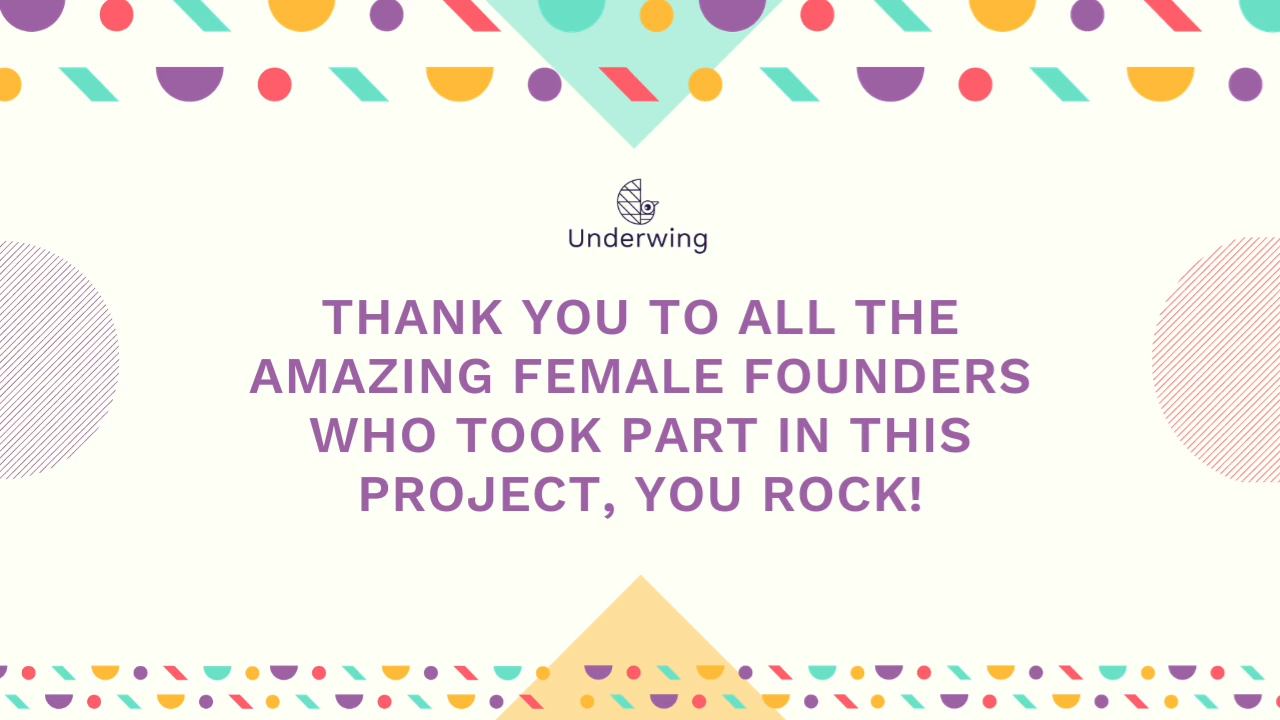 Underwing
THANK YOU TO ALL THE
AMAZING FEMALE FOUNDERS
WHO TOOK PART IN THIS
PROJECT, YOU ROCK!